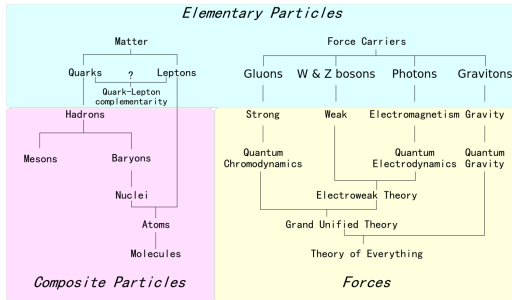 Elementary Particles
Matter
Force Carriers
Quarks ? Leptons
Gluons W & Z bosons Photons Gravitons
Quark-Lepton
complementarity
Hadrons
Strong Weak Electromagnetism Gravity
Mesons Baryons
Quantum
Chromodynamics
Quantum
Electrodynamics
Quantum
Gravity
Nuclei
Electroweak Theory
Atoms
Grand Unified Theory
Molecules
Theory of Everything
Composite Particles
Forces